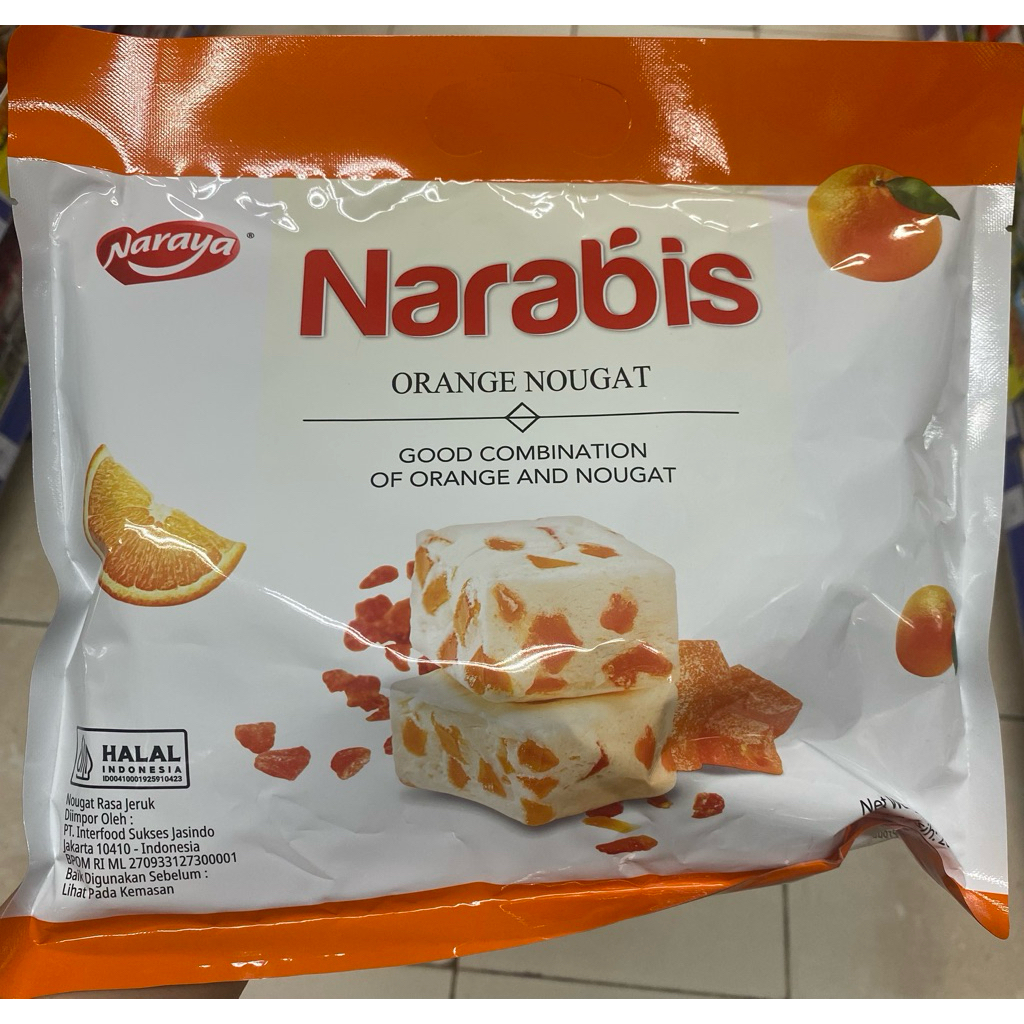 Naraya ®
Narabis
ORANGE NOUGAT
GOOD COMBINATION
OF ORANGE AND NOUGAT
HALAL
INDONESIA
ID00410001925910423
Nougat Rasa Jeruk
Diimpor Oleh :
PT. Interfood Sukses Jasindo
Jakarta 10410 - Indonesia
BPOM RI ML 270933127300001
Baik Digunakan Sebelum :
Lihat Pada Kemasan
Net